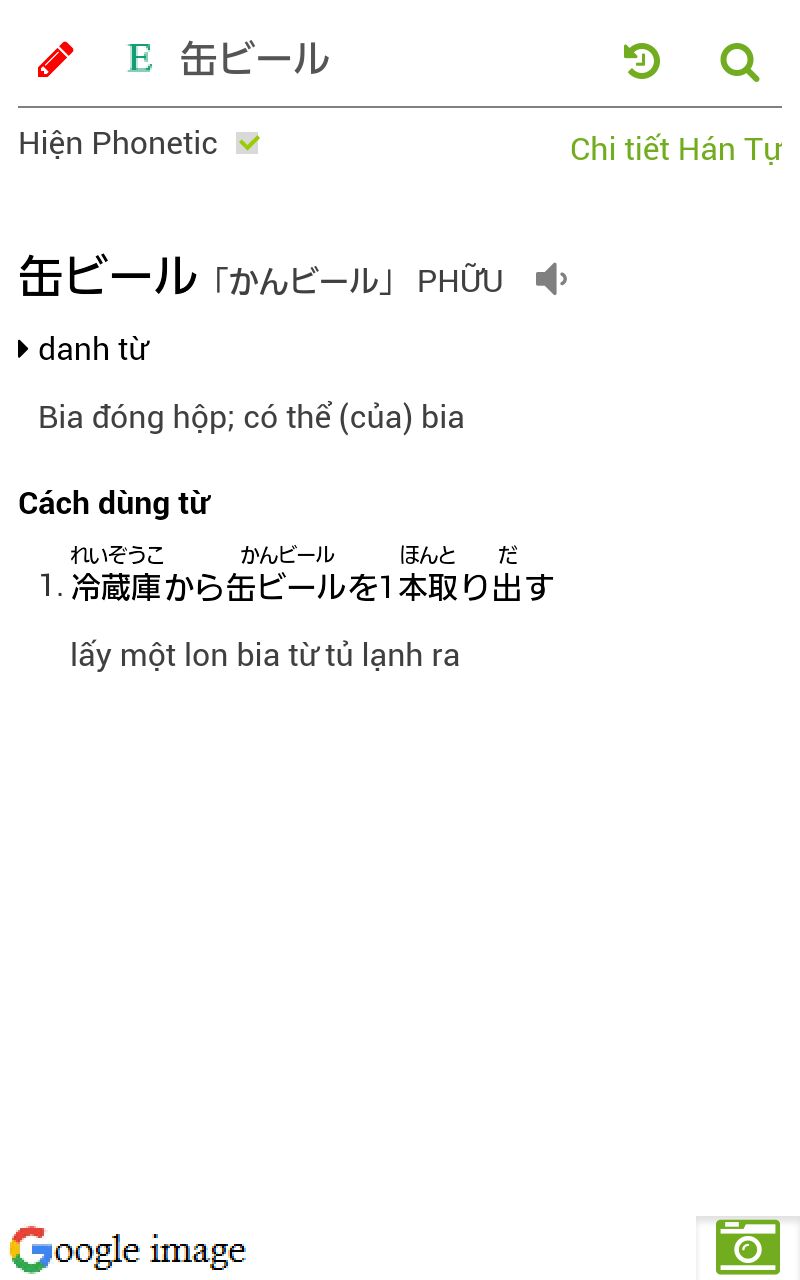 E 缶ビール
Hiện Phonetic
Chi tiết Hán Tự
缶ビール「かんビール」 PHỮU
danh từ
Bia đóng hộp; có thể (của) bia
Cách dùng từ
れいぞうこ かんビール ほんと だ
1. 冷蔵庫から缶ビールを1本取り出す
lấy một lon bia từ tủ lạnh ra
Google image